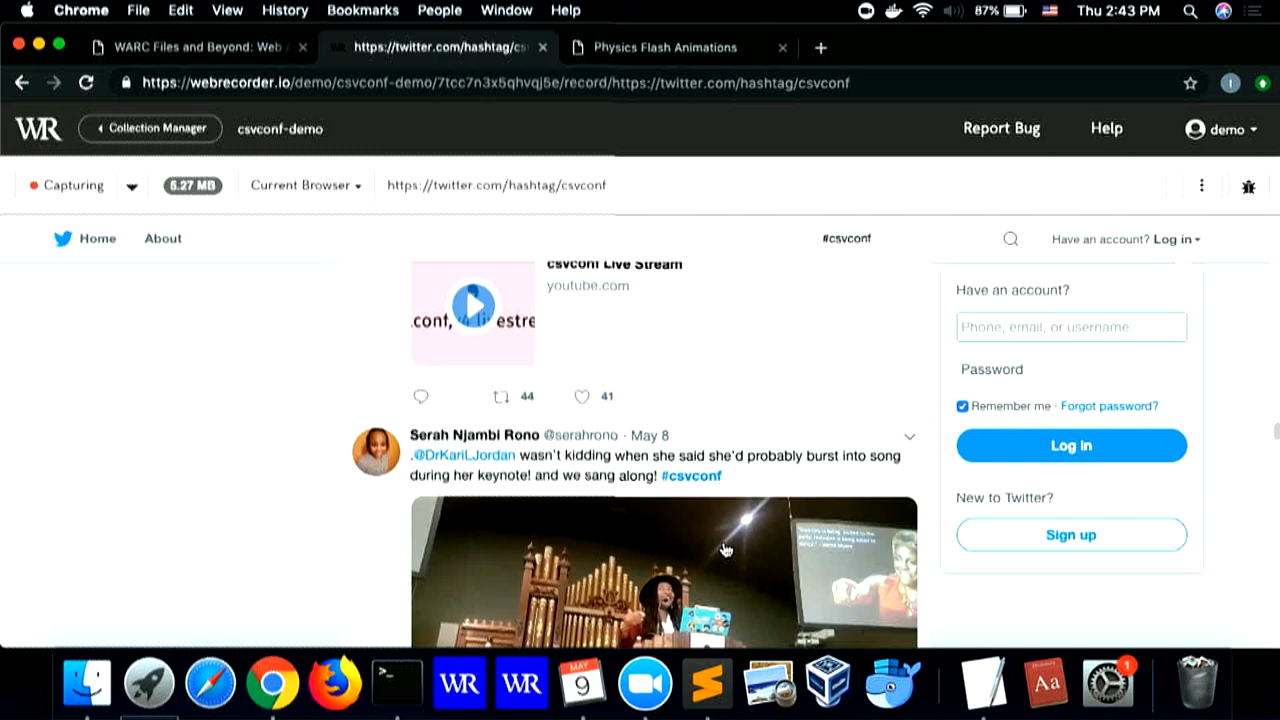 Chrome File Edit View History Bookmarks People Window Help 87% Thu 2:43 PM
WARC Files and Beyond: Web
https://twitter.com/hashtag/cs
Physics Flash Animations
https://webrecorder.io/demo/csvconf-demo/7tcc7n3x5qhvqj5e/record/https://twitter.com/hashtag/csvconf
WR Collection Manager csvconf-demo Report Bug Help demo
Capturing 5.27 MB Current Browser https://twitter.com/hashtag/csvconf
Home About #csvconf Have an account? Log in
csvconf Live Stream
youtube.com
.conf, v4 livestre
44 41
Have an account?
Phone, email, or username
Password
Remember me · Forgot password?
Log in
New to Twitter?
Sign up
Serah Njambi Rono @serahrono · May 8
.@DrKariLJordan wasn't kidding when she said she'd probably burst into song
during her keynote! and we sang along! #csvconf
WR WR MAY 9 Aa 1